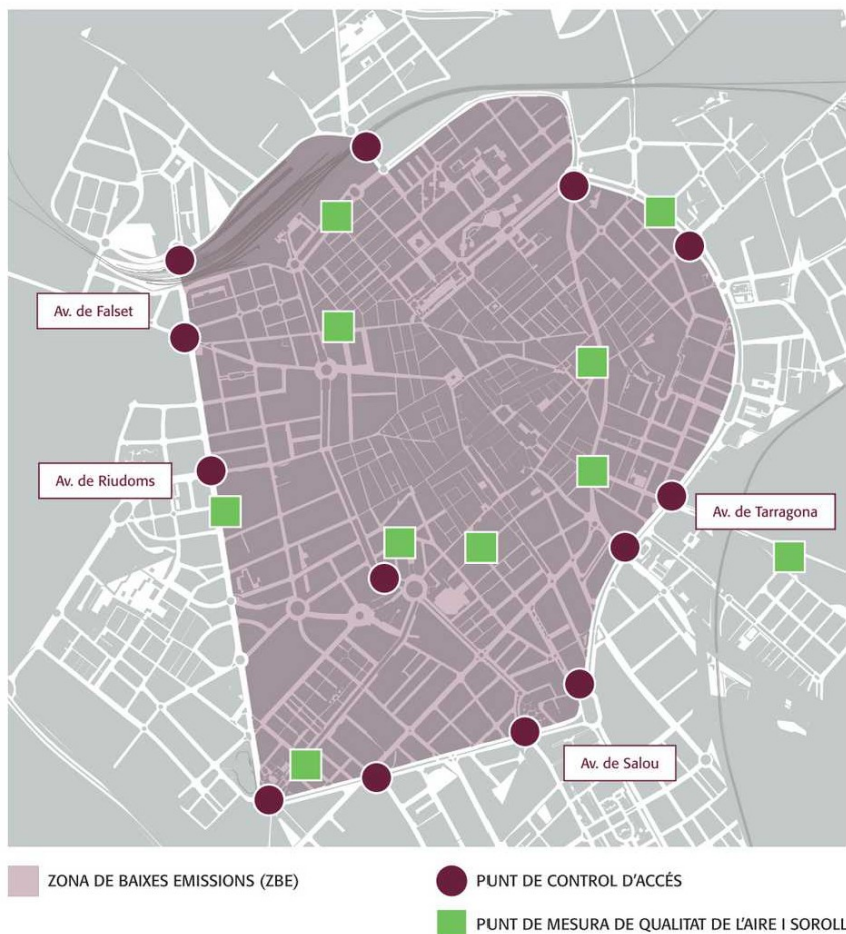 Av. de Falset
Av. de Riudoms
Av. de Tarragona
Av. de Salou
ZONA DE BAIXES EMISSIONS (ZBE)
PUNT DE CONTROL D'ACCÉS
PUNT DE MESURA DE QUALITAT DE L'AIRE I SOROLL